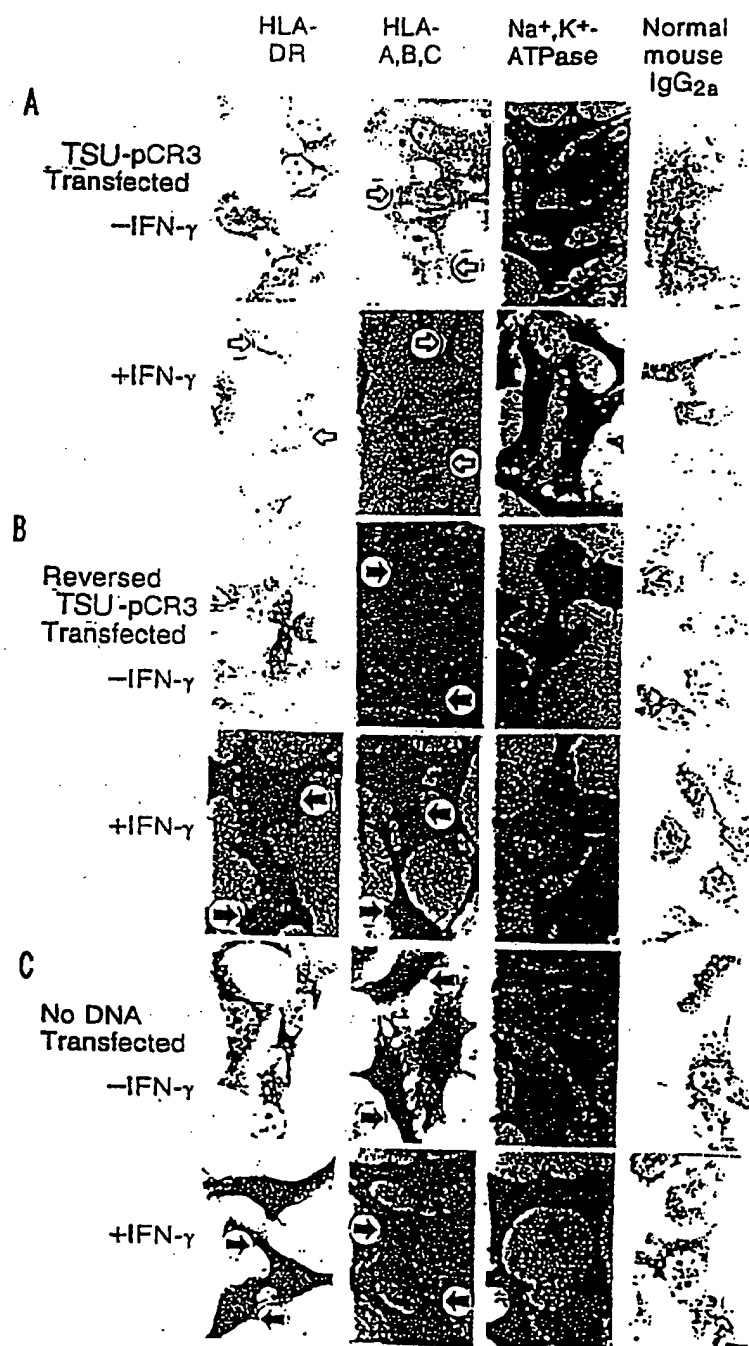 HLA-
DR
HLA-
A,B,C
Na+,K+-
ATPase
Normal
mouse
IgG2a
A
TSU-pCR3
Transfected
−IFN-γ
+IFN-γ
B
Reversed
TSU-pCR3
Transfected
−IFN-γ
+IFN-γ
C
No DNA
Transfected
−IFN-γ
+IFN-γ